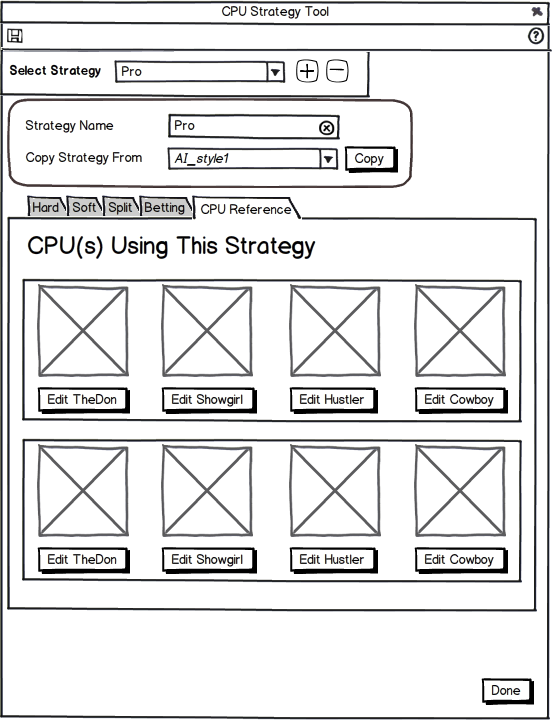 CPU Strategy Tool
?
Select Strategy Pro + −
Strategy Name Pro
Copy Strategy From AI_style1 Copy
Hard Soft Split Betting CPU Reference
CPU(s) Using This Strategy
Edit TheDon Edit Showgirl Edit Hustler Edit Cowboy
Edit TheDon Edit Showgirl Edit Hustler Edit Cowboy
Done